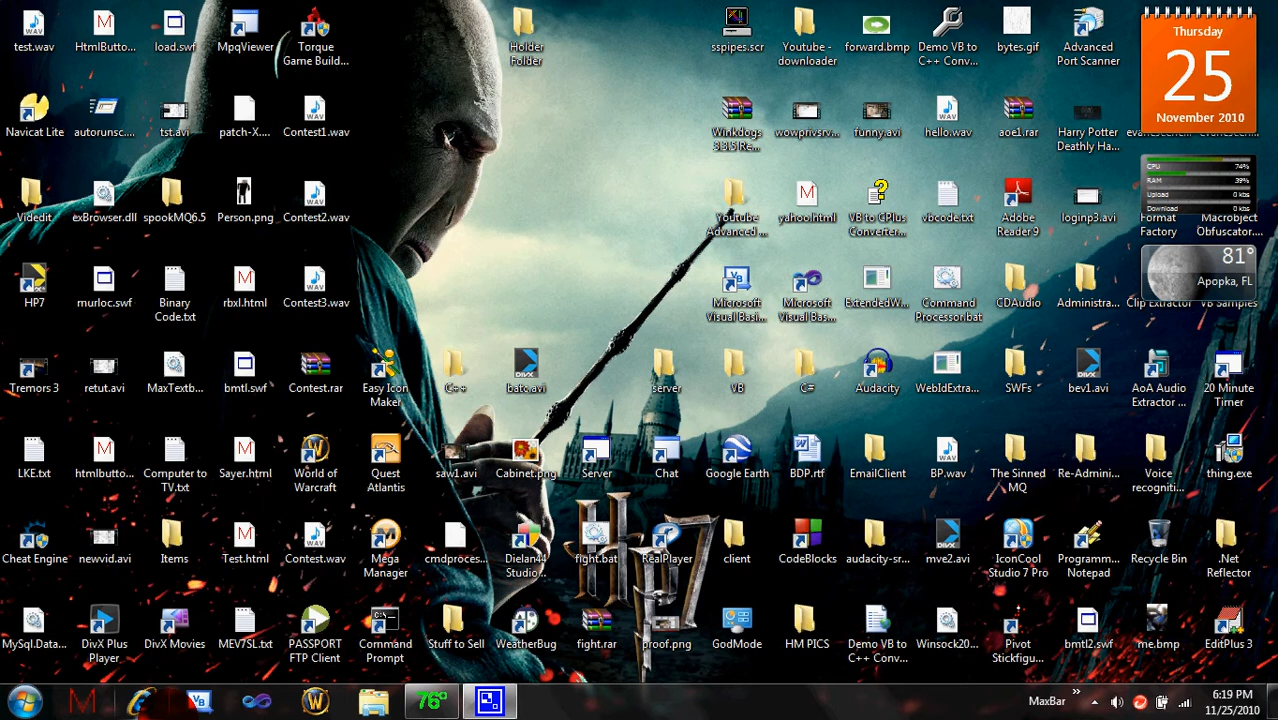 test.wav
HtmlButto...
load.swf
MpqViewer
Torque
Game Build...
Holder
Folder
sspipes.scr
Youtube -
downloader
forward.bmp
Demo VB to
C++ Conv...
bytes.gif
Advanced
Port Scanner
Thursday
25
November 2010
Navicat Lite
autorunsc...
tst.avi
patch-X....
Contest1.wav
Winkdogs
3.3.5 Re...
wowprivsrv...
funny.avi
hello.wav
aoe1.rar
Harry Potter
Deathly Ha...
CPU 74%
RAM 39%
Upload 0 kbs
Download 0 kbs
Videdit
exBrowser.dll
spookMQ6.5
Person.png
Contest2.wav
Youtube
Advanced ...
yahoo.html
VB to CPlus
Converter...
vbcode.txt
Adobe
Reader 9
loginp3.avi
Format
Factory
Macrobject
Obfuscator....
81°
Apopka, FL
HP7
murloc.swf
Binary
Code.txt
rbxl.html
Contest3.wav
Microsoft
Visual Basi...
Microsoft
Visual Bas...
ExtendedW...
Command
Processor.bat
CDAudio
Administra...
Clip Extractor
VB Samples
Tremors 3
retut.avi
MaxTextb...
bmtl.swf
Contest.rar
Easy Icon
Maker
C++
batc.avi
server
VB
C#
Audacity
WebIdExtra...
SWFs
bev1.avi
AoA Audio
Extractor ...
20 Minute
Timer
LKE.txt
htmlbutto...
Computer to
TV.txt
Sayer.html
World of
Warcraft
Quest
Atlantis
saw1.avi
Cabinet.png
Server
Chat
Google Earth
BDP.rtf
EmailClient
BP.wav
The Sinned
MQ
Re-Admini...
Voice
recogniti...
thing.exe
Cheat Engine
newvid.avi
Items
Test.html
Contest.wav
Mega
Manager
cmdproces...
Dielan44
Studio...
fight.bat
RealPlayer
client
CodeBlocks
audacity-sr...
mve2.avi
IconCool
Studio 7 Pro
Programm...
Notepad
Recycle Bin
.Net
Reflector
MySql.Data...
DivX Plus
Player
DivX Movies
MEV7SL.txt
PASSPORT
FTP Client
Command
Prompt
Stuff to Sell
WeatherBug
fight.rar
proof.png
GodMode
HM PICS
Demo VB to
C++ Conv...
Winsock20...
Pivot
Stickfigu...
bmtl2.swf
me.bmp
EditPlus 3
76°
MaxBar
6:19 PM
11/25/2010